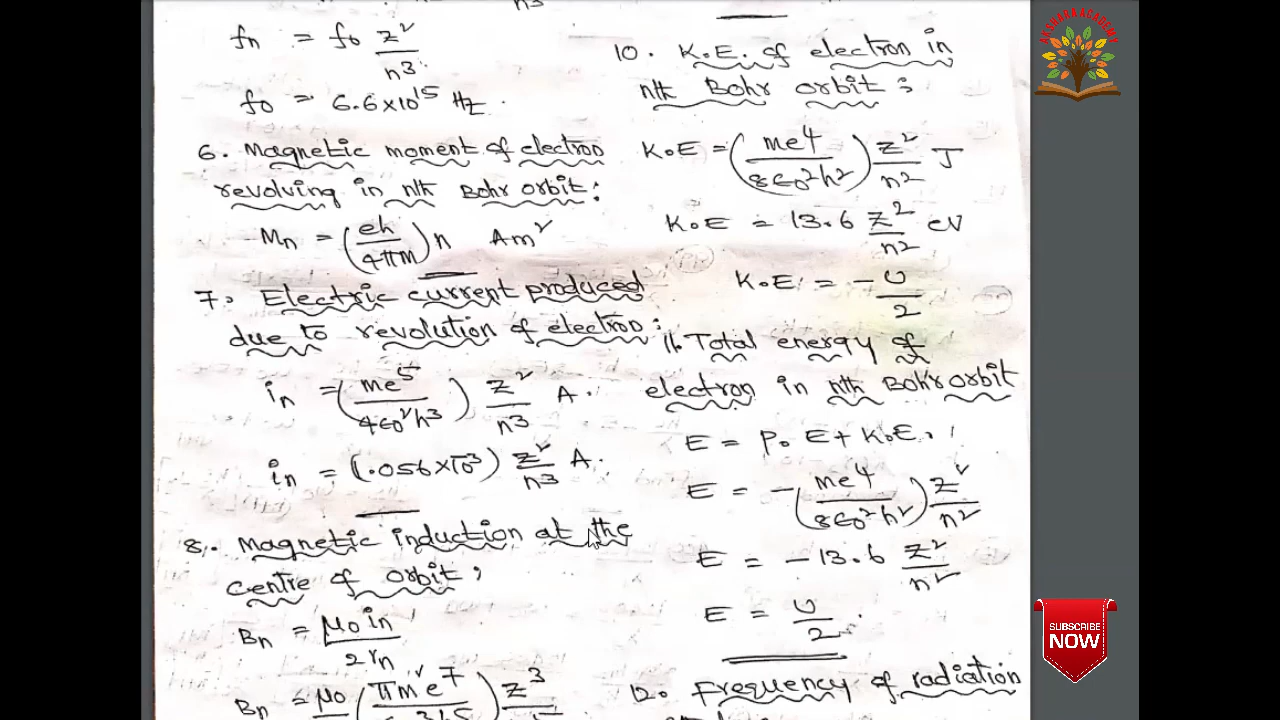 fn = f0 z²/n³
f0 = 6.6×10¹⁵ Hz.
6. Magnetic moment of electron
revolving in nth Bohr orbit:
Mn = (eh/4πM) n Am²
7. Electric current produced
due to revolution of electron:
in = (me⁵/4ε0²h³) z²/n³ A.
in = (1.056×10⁻³) z²/n³ A.
8. Magnetic induction at the
centre of orbit;
Bn = μ0 in/2rn
10. K.E. of electron in
nth Bohr orbit:
K.E = (me⁴/8ε0²h²) z²/n² J
K.E = 13.6 z²/n² eV
K.E = -U/2
11. Total energy of
electron in nth Bohr orbit
E = P.E + K.E.
E = -(me⁴/8ε0²h²) z²/n²
E = -13.6 z²/n²
E = U/2.
12. Frequency of radiation
AKSHARA ACADEMY
SUBSCRIBE
NOW